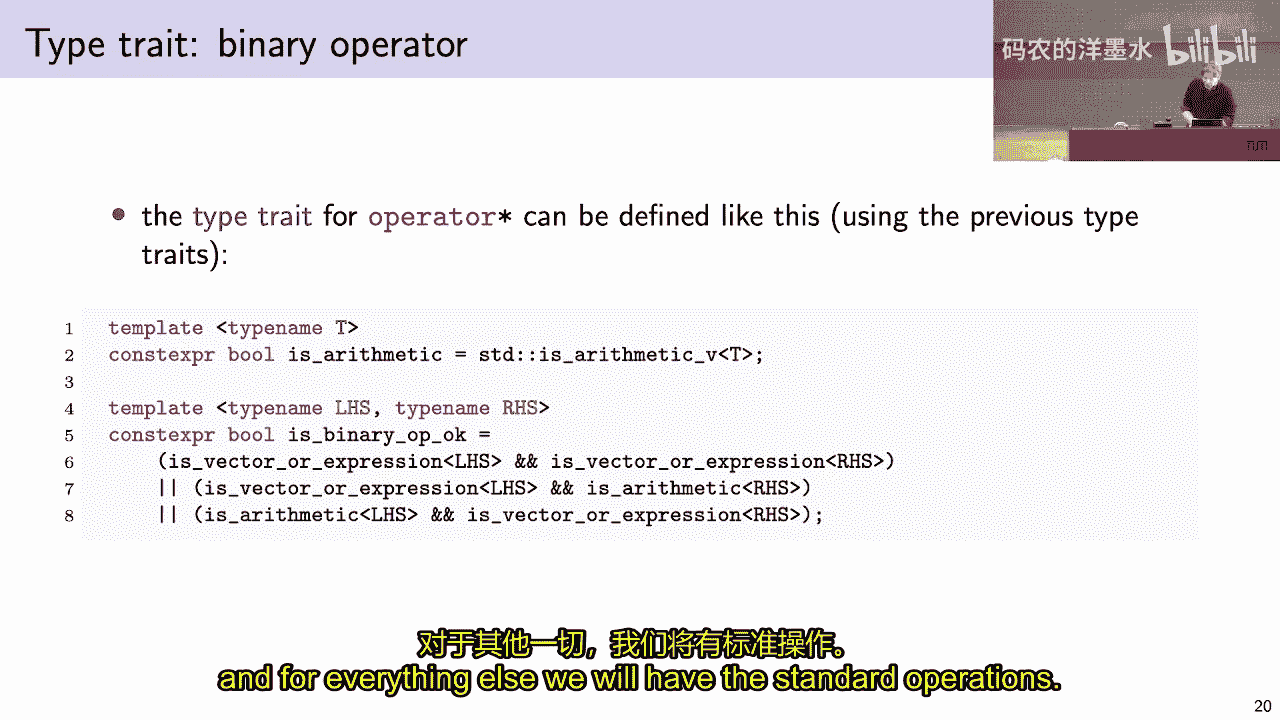 Type trait: binary operator
码农的洋墨水 bilibili
• the type trait for operator* can be defined like this (using the previous type
traits):
1 template <typename T>
2 constexpr bool is_arithmetic = std::is_arithmetic_v<T>;
3
4 template <typename LHS, typename RHS>
5 constexpr bool is_binary_op_ok =
6 (is_vector_or_expression<LHS> && is_vector_or_expression<RHS>)
7 || (is_vector_or_expression<LHS> && is_arithmetic<RHS>)
8 || (is_arithmetic<LHS> && is_vector_or_expression<RHS>);
对于其他一切，我们将有标准操作。
and for everything else we will have the standard operations.
20